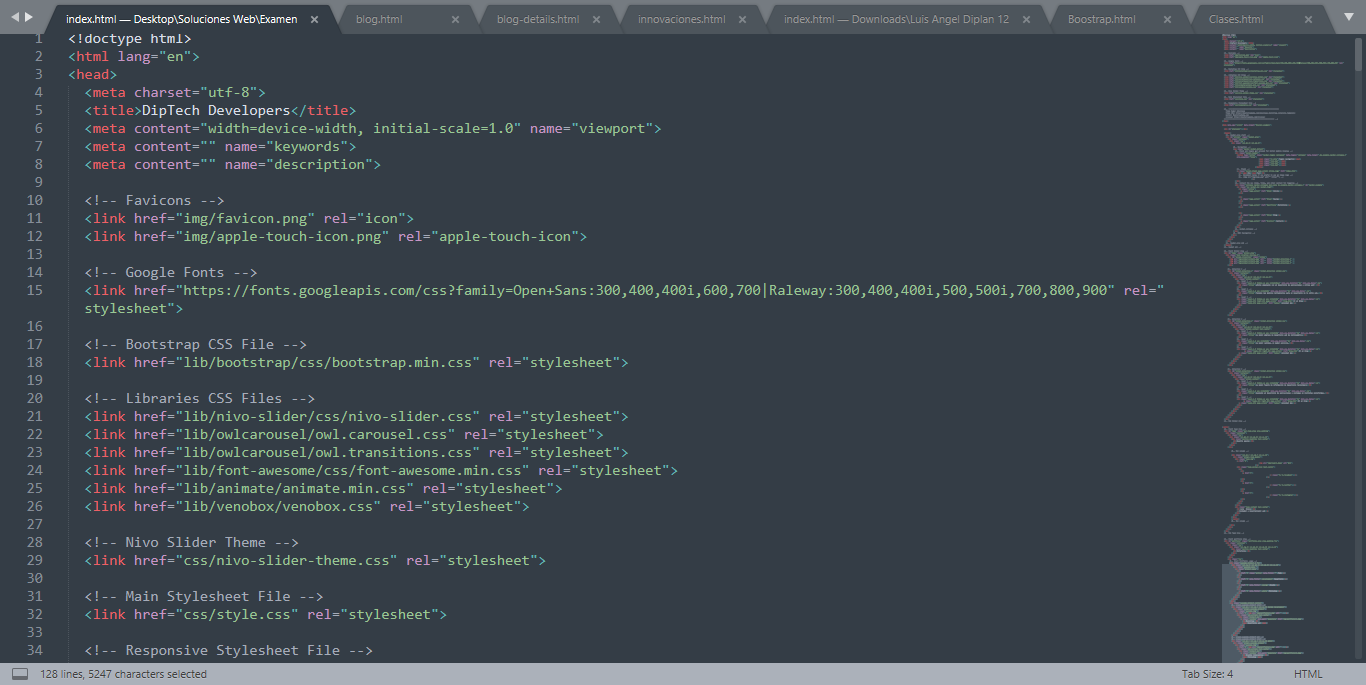 index.html — Desktop\Soluciones Web\Examen × blog.html × blog-details.html × innovaciones.html × index.html — Downloads\Luis Angel Diplan 12 × Boostrap.html × Clases.html ×
1 <!doctype html>
2 <html lang="en">
3 <head>
4 <meta charset="utf-8">
5 <title>DipTech Developers</title>
6 <meta content="width=device-width, initial-scale=1.0" name="viewport">
7 <meta content="" name="keywords">
8 <meta content="" name="description">
9
10 <!-- Favicons -->
11 <link href="img/favicon.png" rel="icon">
12 <link href="img/apple-touch-icon.png" rel="apple-touch-icon">
13
14 <!-- Google Fonts -->
15 <link href="https://fonts.googleapis.com/css?family=Open+Sans:300,400,400i,600,700|Raleway:300,400,400i,500,500i,700,800,900" rel="
stylesheet">
16
17 <!-- Bootstrap CSS File -->
18 <link href="lib/bootstrap/css/bootstrap.min.css" rel="stylesheet">
19
20 <!-- Libraries CSS Files -->
21 <link href="lib/nivo-slider/css/nivo-slider.css" rel="stylesheet">
22 <link href="lib/owlcarousel/owl.carousel.css" rel="stylesheet">
23 <link href="lib/owlcarousel/owl.transitions.css" rel="stylesheet">
24 <link href="lib/font-awesome/css/font-awesome.min.css" rel="stylesheet">
25 <link href="lib/animate/animate.min.css" rel="stylesheet">
26 <link href="lib/venobox/venobox.css" rel="stylesheet">
27
28 <!-- Nivo Slider Theme -->
29 <link href="css/nivo-slider-theme.css" rel="stylesheet">
30
31 <!-- Main Stylesheet File -->
32 <link href="css/style.css" rel="stylesheet">
33
34 <!-- Responsive Stylesheet File -->
128 lines, 5247 characters selected Tab Size: 4 HTML